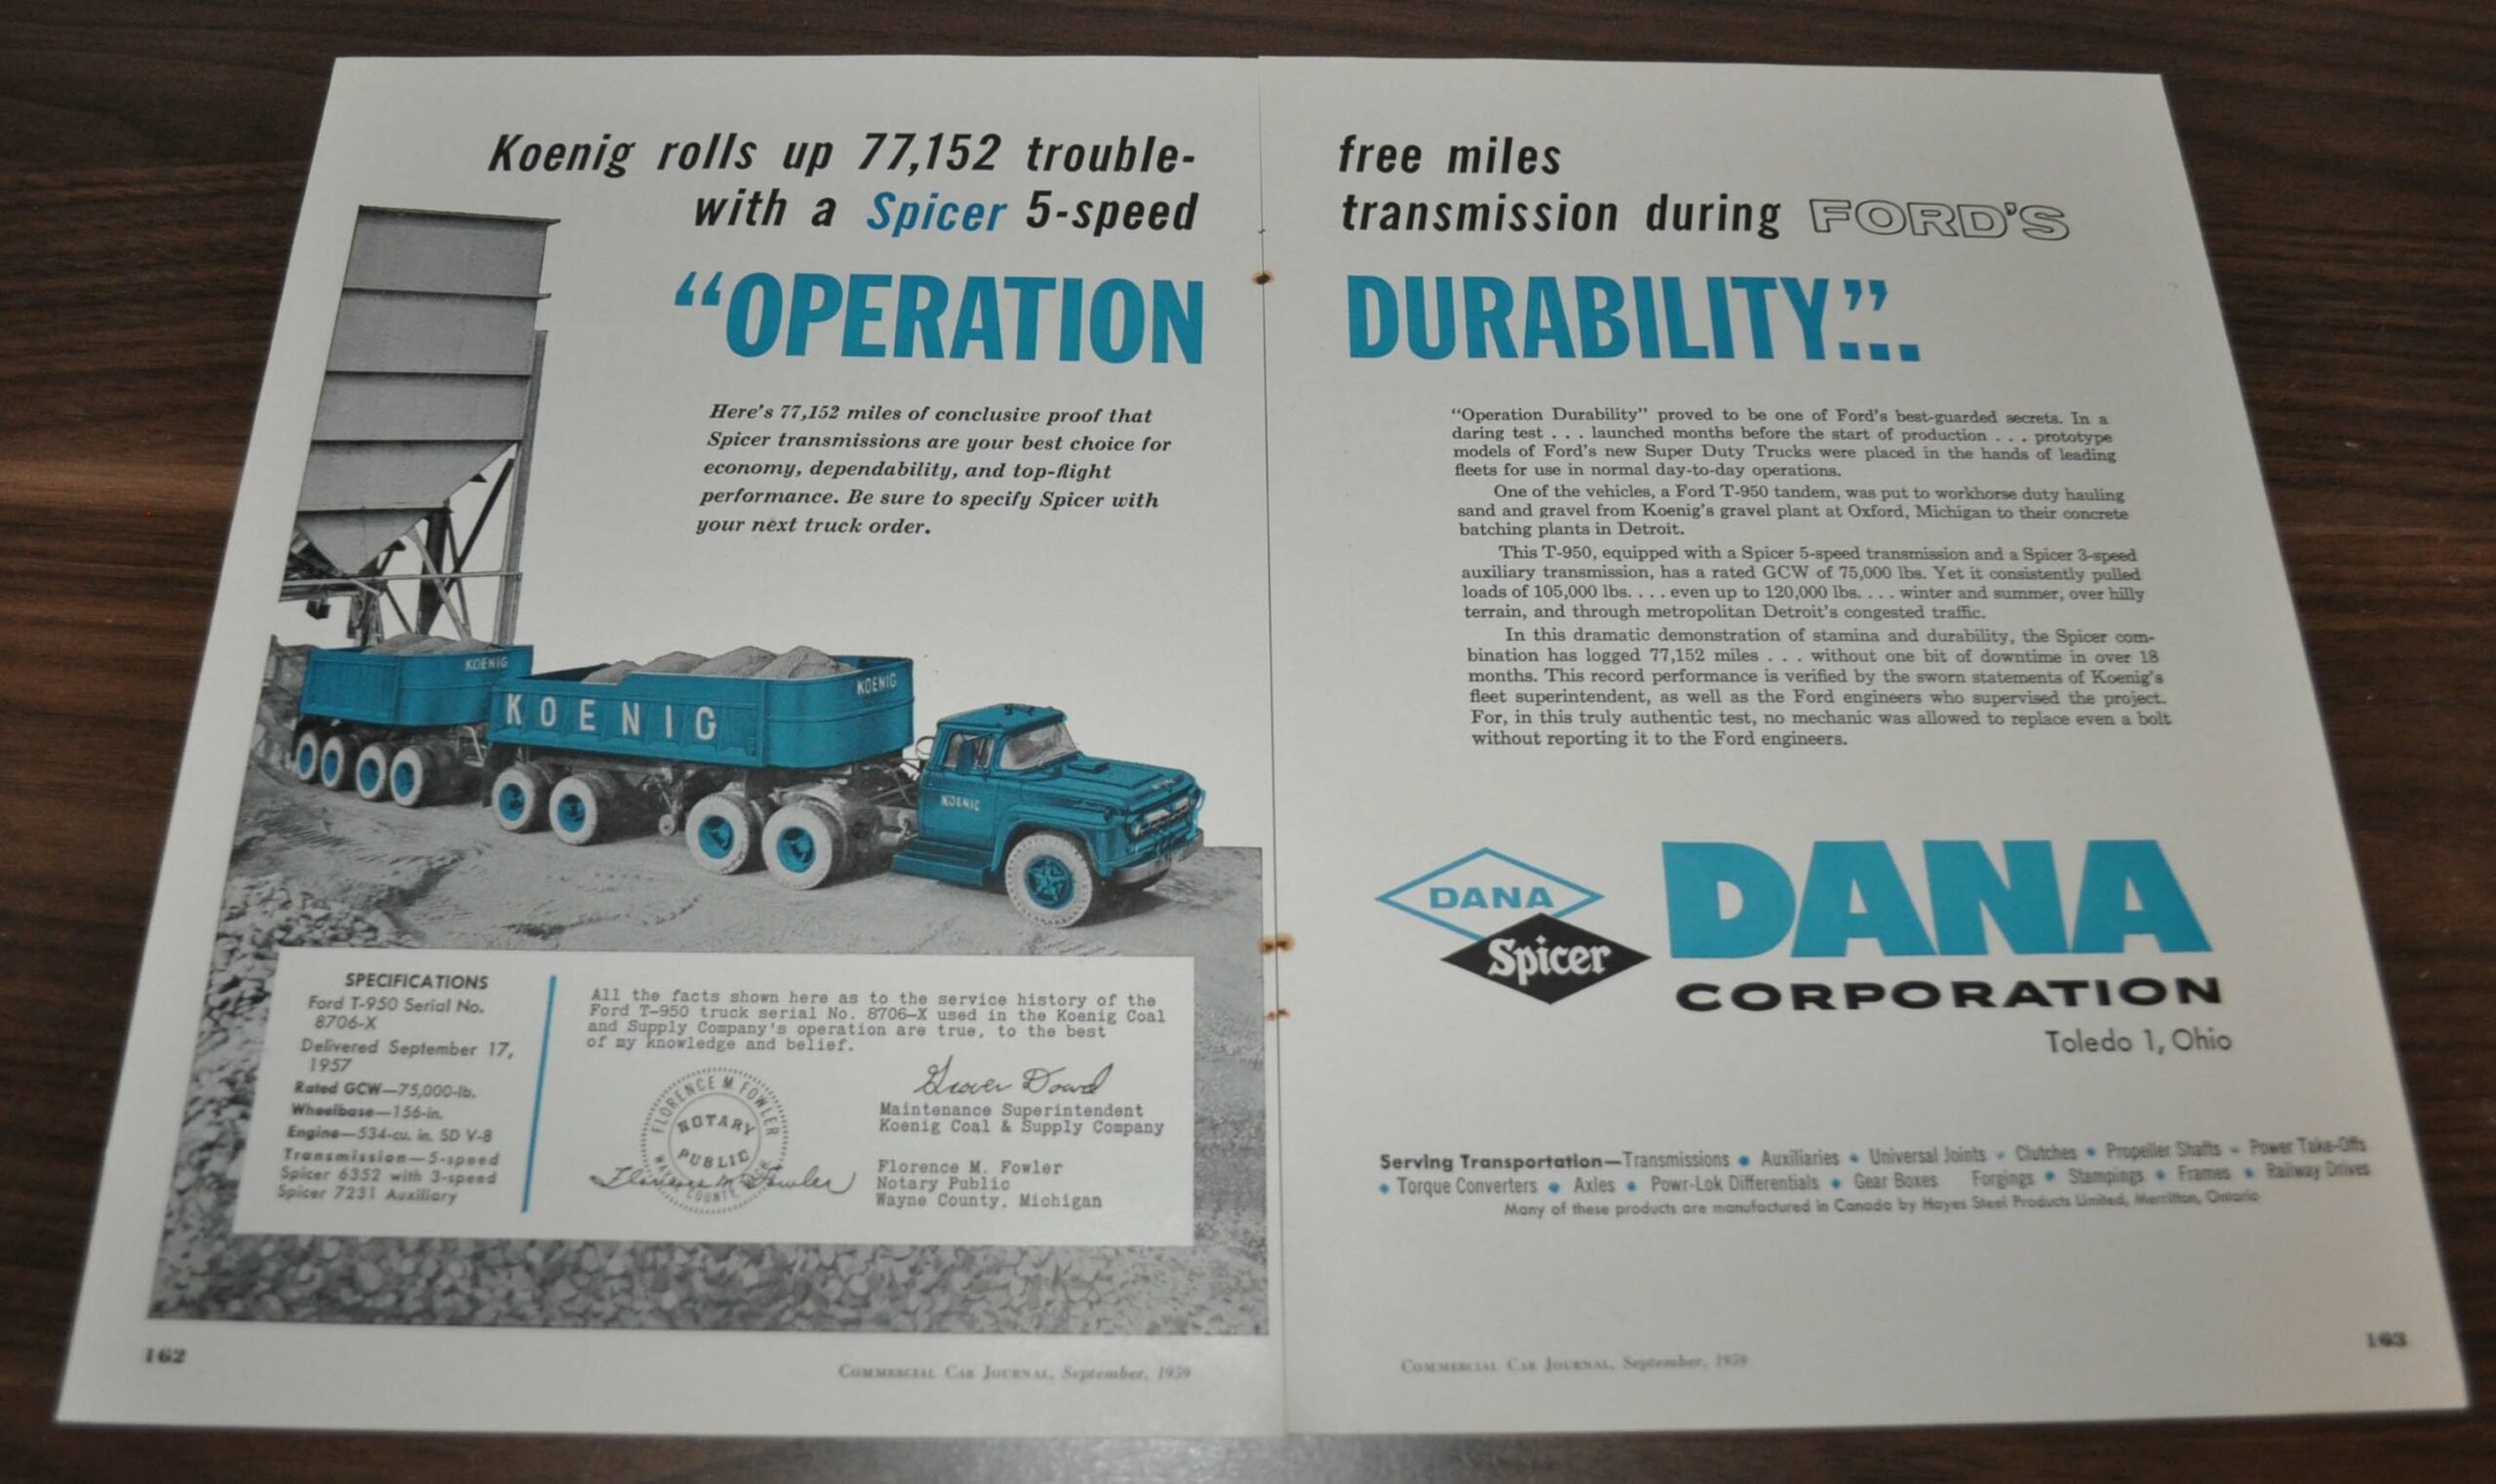 Koenig rolls up 77,152 trouble-
with a Spicer 5-speed
“OPERATION
Here's 77,152 miles of conclusive proof that
Spicer transmissions are your best choice for
economy, dependability, and top-flight
performance. Be sure to specify Spicer with
your next truck order.
KOENIG
KOENIG
KOENIG
KOENIG
SPECIFICATIONS
Ford T-950 Serial No.
8706-X
Delivered September 17,
1957
Rated GCW—75,000-lb.
Wheelbase—156-in.
Engine—534-cu. in. SD V-8
Transmission—5-speed
Spicer 6352 with 3-speed
Spicer 7231 Auxiliary
All the facts shown here as to the service history of the
Ford T-950 truck serial No. 8706-X used in the Koenig Coal
and Supply Company's operation are true, to the best
of my knowledge and belief.
Grover Dowd
Maintenance Superintendent
Koenig Coal & Supply Company
FLORENCE M. FOWLER
NOTARY
PUBLIC
WAYNE COUNTY, MICH
Florence M. Fowler
Florence M. Fowler
Notary Public
Wayne County, Michigan
162
COMMERCIAL CAR JOURNAL, September, 1959
free miles
transmission during FORD'S
DURABILITY”...
“Operation Durability” proved to be one of Ford's best-guarded secrets. In a
daring test . . . launched months before the start of production . . . prototype
models of Ford's new Super Duty Trucks were placed in the hands of leading
fleets for use in normal day-to-day operations.
One of the vehicles, a Ford T-950 tandem, was put to workhorse duty hauling
sand and gravel from Koenig's gravel plant at Oxford, Michigan to their concrete
batching plants in Detroit.
This T-950, equipped with a Spicer 5-speed transmission and a Spicer 3-speed
auxiliary transmission, has a rated GCW of 75,000 lbs. Yet it consistently pulled
loads of 105,000 lbs. . . . even up to 120,000 lbs. . . . winter and summer, over hilly
terrain, and through metropolitan Detroit's congested traffic.
In this dramatic demonstration of stamina and durability, the Spicer com-
bination has logged 77,152 miles . . . without one bit of downtime in over 18
months. This record performance is verified by the sworn statements of Koenig's
fleet superintendent, as well as the Ford engineers who supervised the project.
For, in this truly authentic test, no mechanic was allowed to replace even a bolt
without reporting it to the Ford engineers.
DANA
Spicer
DANA
CORPORATION
Toledo 1, Ohio
Serving Transportation—Transmissions • Auxiliaries • Universal Joints • Clutches • Propeller Shafts • Power Take-Offs
• Torque Converters • Axles • Powr-Lok Differentials • Gear Boxes Forgings • Stampings • Frames • Railway Drives
Many of these products are manufactured in Canada by Hayes Steel Products Limited, Merritton, Ontario
COMMERCIAL CAR JOURNAL, September, 1959
163